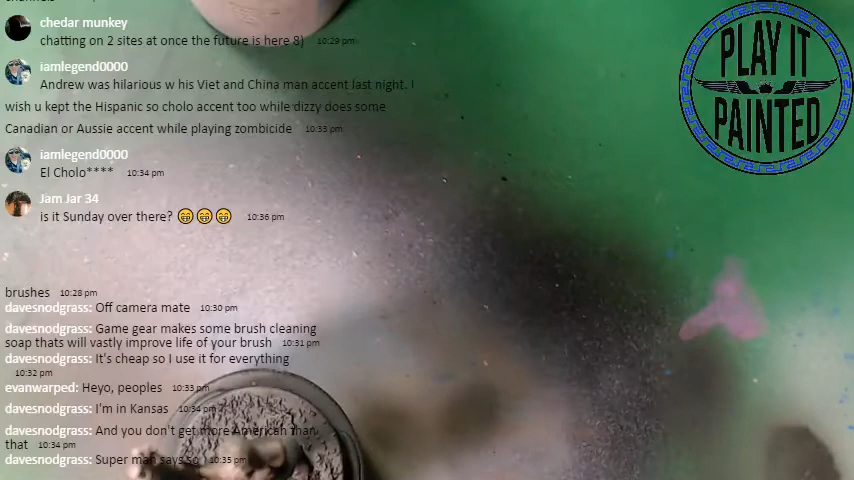 chedar munkey
chatting on 2 sites at once the future is here 8) 10:29 pm
iamlegend0000
Andrew was hilarious w his Viet and China man accent last night. I
wish u kept the Hispanic so cholo accent too while dizzy does some
Canadian or Aussie accent while playing zombicide 10:33 pm
iamlegend0000
El Cholo**** 10:34 pm
Jam Jar 34
is it Sunday over there? 😁😁😁 10:36 pm
brushes 10:28 pm
davesnodgrass: Off camera mate 10:30 pm
davesnodgrass: Game gear makes some brush cleaning
soap thats will vastly improve life of your brush 10:31 pm
davesnodgrass: It's cheap so I use it for everything
10:32 pm
evanwarped: Heyo, peoples 10:33 pm
davesnodgrass: I'm in Kansas 10:34 pm
davesnodgrass: And you don't get more American than
that 10:34 pm
davesnodgrass: Super man says so 10:35 pm
PLAY IT
PAINTED